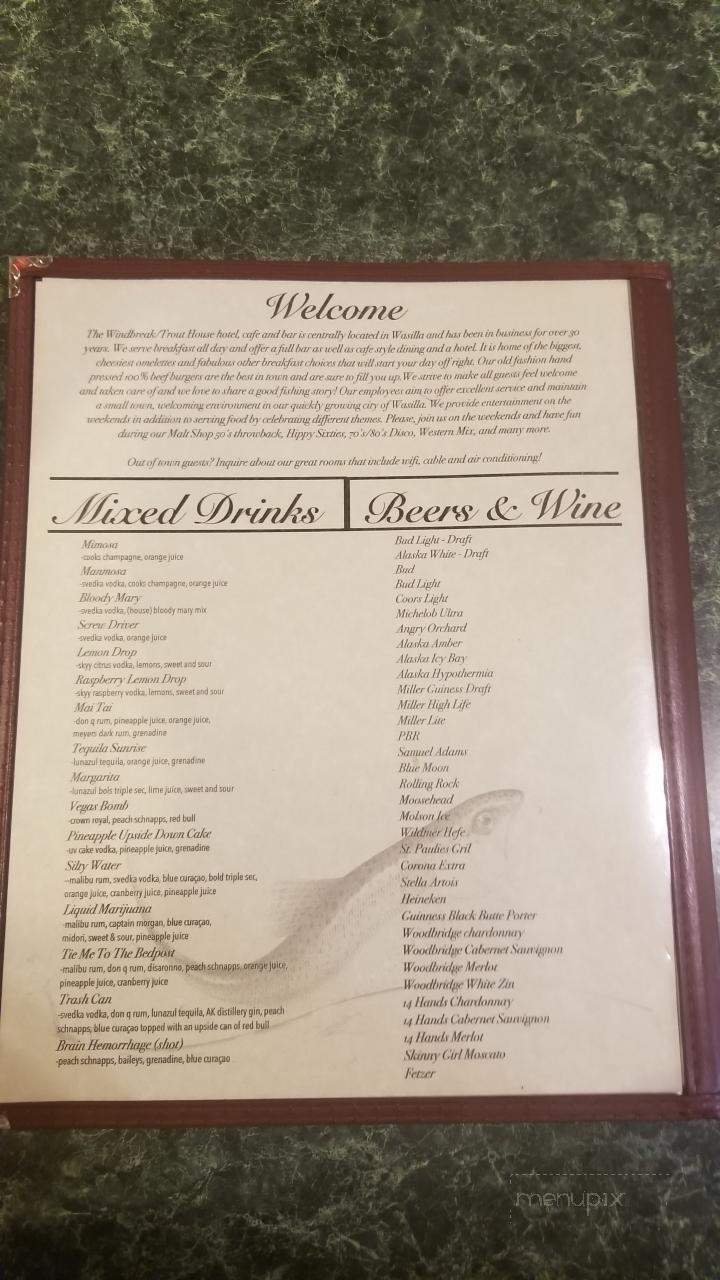 Welcome
The Windbreak/Trout House hotel, cafe and bar is centrally located in Wasilla and has been in business for over 30
years. We serve breakfast all day and offer a full bar as well as cafe style dining and a hotel. It is home of the biggest,
cheesiest omelettes and fabulous other breakfast choices that will start your day off right. Our old fashion hand
pressed 100% beef burgers are the best in town and are sure to fill you up. We strive to make all guests feel welcome
and taken care of and we love to share a good fishing story! Our employees aim to offer excellent service and maintain
a small town, welcoming environment in our quickly growing city of Wasilla. We provide entertainment on the
weekends in addition to serving food by celebrating different themes. Please, join us on the weekends and have fun
during our Malt Shop 50's throwback, Hippy Sixties, 70's/80's Disco, Western Mix, and many more.
Out of town guests? Inquire about our great rooms that include wifi, cable and air conditioning!
Mixed Drinks
Mimosa
-cooks champagne, orange juice
Manmosa
-svedka vodka, cooks champagne, orange juice
Bloody Mary
-svedka vodka, (house) bloody mary mix
Screw Driver
-svedka vodka, orange juice
Lemon Drop
-skyy citrus vodka, lemons, sweet and sour
Raspberry Lemon Drop
-skyy raspberry vodka, lemons, sweet and sour
Mai Tai
-don q rum, pineapple juice, orange juice,
meyers dark rum, grenadine
Tequila Sunrise
-lunazul tequila, orange juice, grenadine
Margarita
-lunazul bols triple sec, lime juice, sweet and sour
Vegas Bomb
-crown royal, peach schnapps, red bull
Pineapple Upside Down Cake
-uv cake vodka, pineapple juice, grenadine
Silty Water
--malibu rum, svedka vodka, blue curaçao, bold triple sec,
orange juice, cranberry juice, pineapple juice
Liquid Marijuana
-malibu rum, captain morgan, blue curaçao,
midori, sweet & sour, pineapple juice
Tie Me To The Bedpost
-malibu rum, don q rum, disaronno, peach schnapps, orange juice,
pineapple juice, cranberry juice
Trash Can
-svedka vodka, don q rum, lunazul tequila, AK distillery gin, peach
schnapps, blue curaçao topped with an upside can of red bull
Brain Hemorrhage (shot)
-peach schnapps, baileys, grenadine, blue curaçao
Beers & Wine
Bud Light - Draft
Alaska White - Draft
Bud
Bud Light
Coors Light
Michelob Ultra
Angry Orchard
Alaska Amber
Alaska Icy Bay
Alaska Hypothermia
Miller Guiness Draft
Miller High Life
Miller Lite
PBR
Samuel Adams
Blue Moon
Rolling Rock
Moosehead
Molson Ice
Widmer Hefe
St. Paulies Gril
Corona Extra
Stella Artois
Heineken
Guinness Black Butte Porter
Woodbridge chardonnay
Woodbridge Cabernet Sauvignon
Woodbridge Merlot
Woodbridge White Zin
14 Hands Chardonnay
14 Hands Cabernet Sauvignon
14 Hands Merlot
Skinny Girl Moscato
Fetzer
menupix